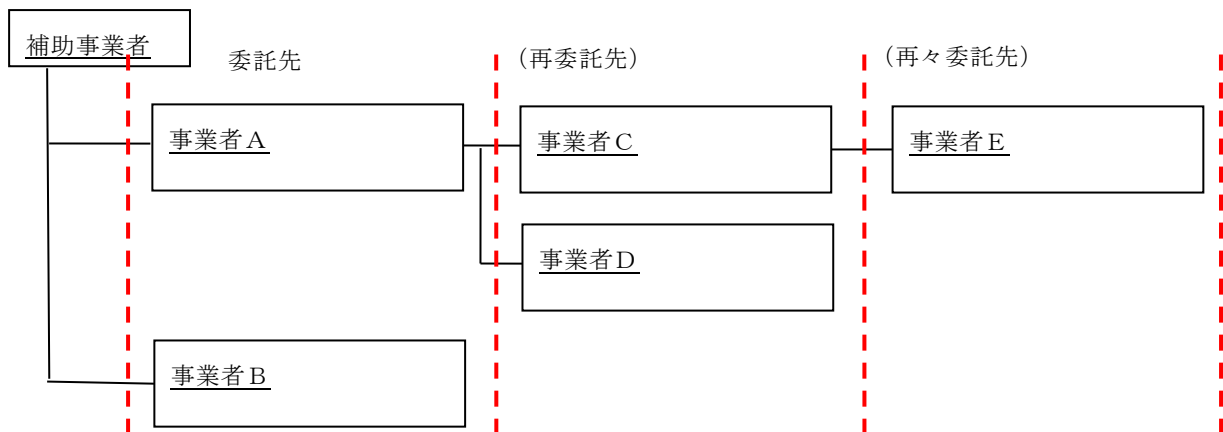 補助事業者
委託先
(再委託先)
(再々委託先)
事業者A
事業者C
事業者E
事業者D
事業者B